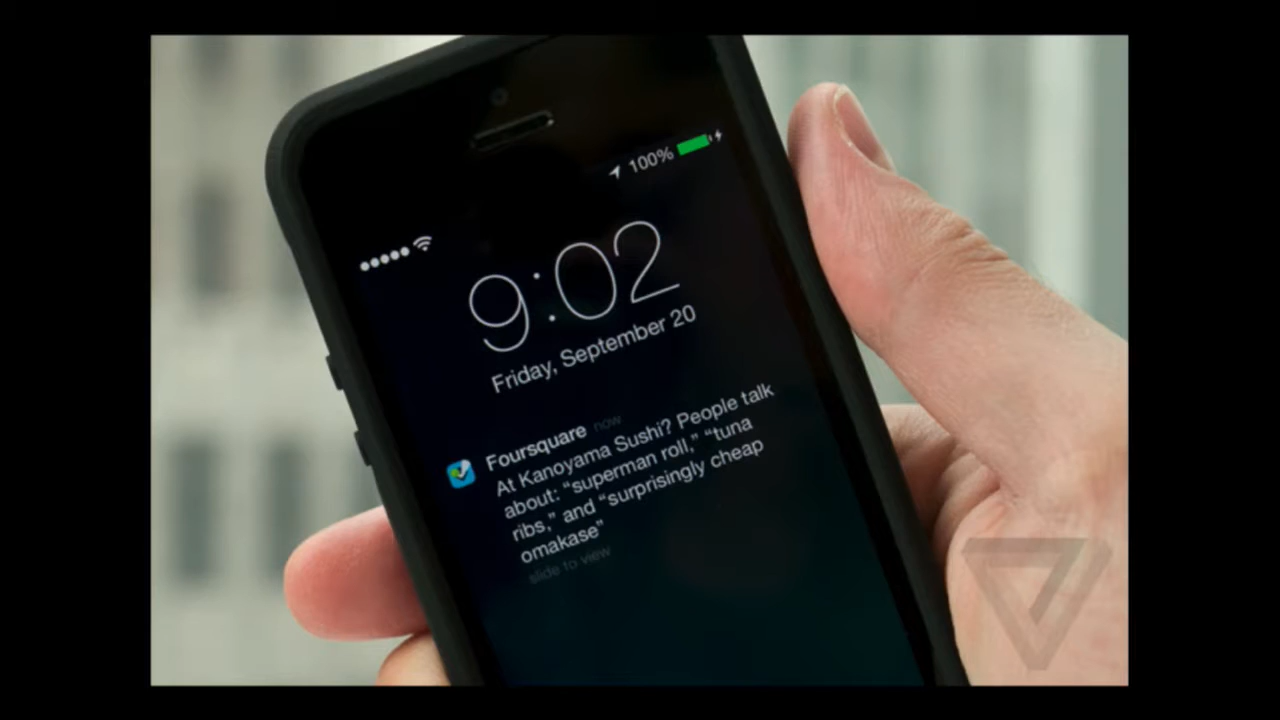 100%
9:02
Friday, September 20
Foursquare now
At Kanoyama Sushi? People talk
about: “superman roll,” “tuna
ribs,” and “surprisingly cheap
omakase”
slide to view